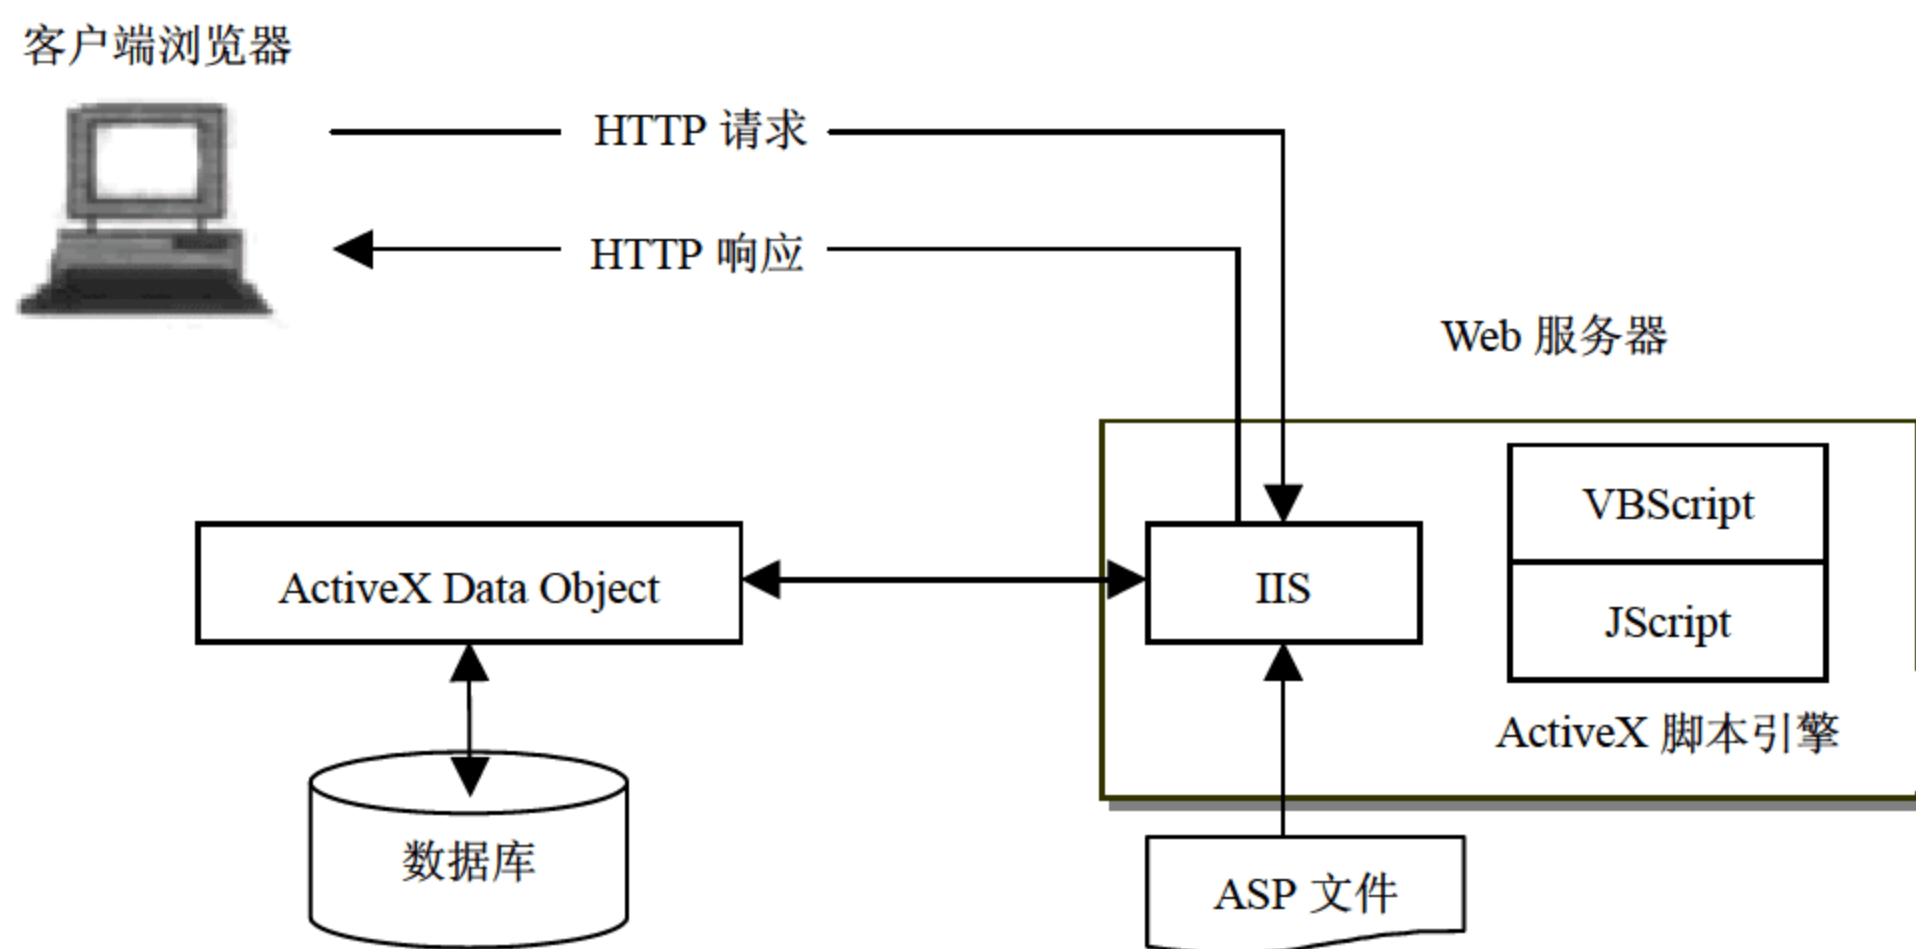 客户端浏览器
HTTP 请求
HTTP 响应
Web 服务器
VBScript
ActiveX Data Object
IIS
JScript
ActiveX 脚本引擎
数据库
ASP 文件